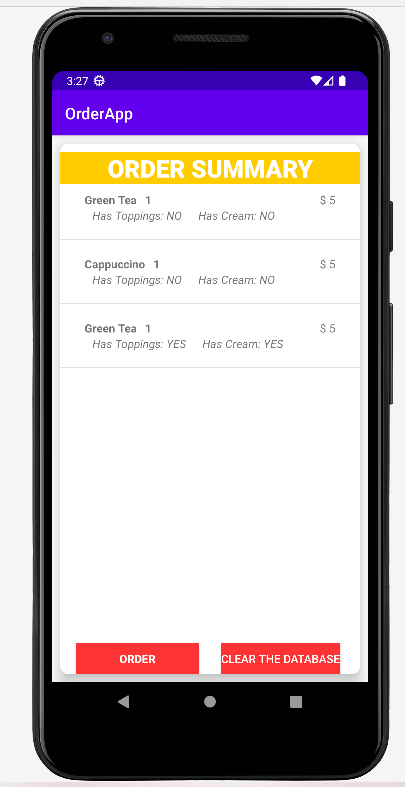 3:27
OrderApp
ORDER SUMMARY
Green Tea 1 $ 5
Has Toppings: NO Has Cream: NO
Cappuccino 1 $ 5
Has Toppings: NO Has Cream: NO
Green Tea 1 $ 5
Has Toppings: YES Has Cream: YES
ORDER CLEAR THE DATABASE